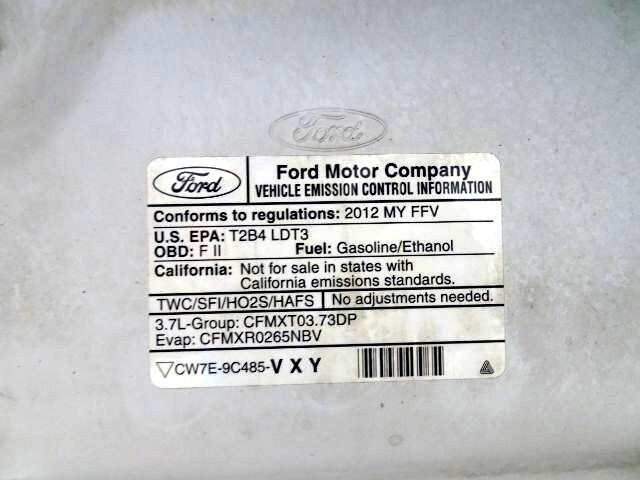 Ford
Ford
Ford Motor Company
VEHICLE EMISSION CONTROL INFORMATION
Conforms to regulations: 2012 MY FFV
U.S. EPA: T2B4 LDT3
OBD: F II Fuel: Gasoline/Ethanol
California: Not for sale in states with
California emissions standards.
TWC/SFI/HO2S/HAFS No adjustments needed.
3.7L-Group: CFMXT03.73DP
Evap: CFMXR0265NBV
CW7E-9C485-V X Y